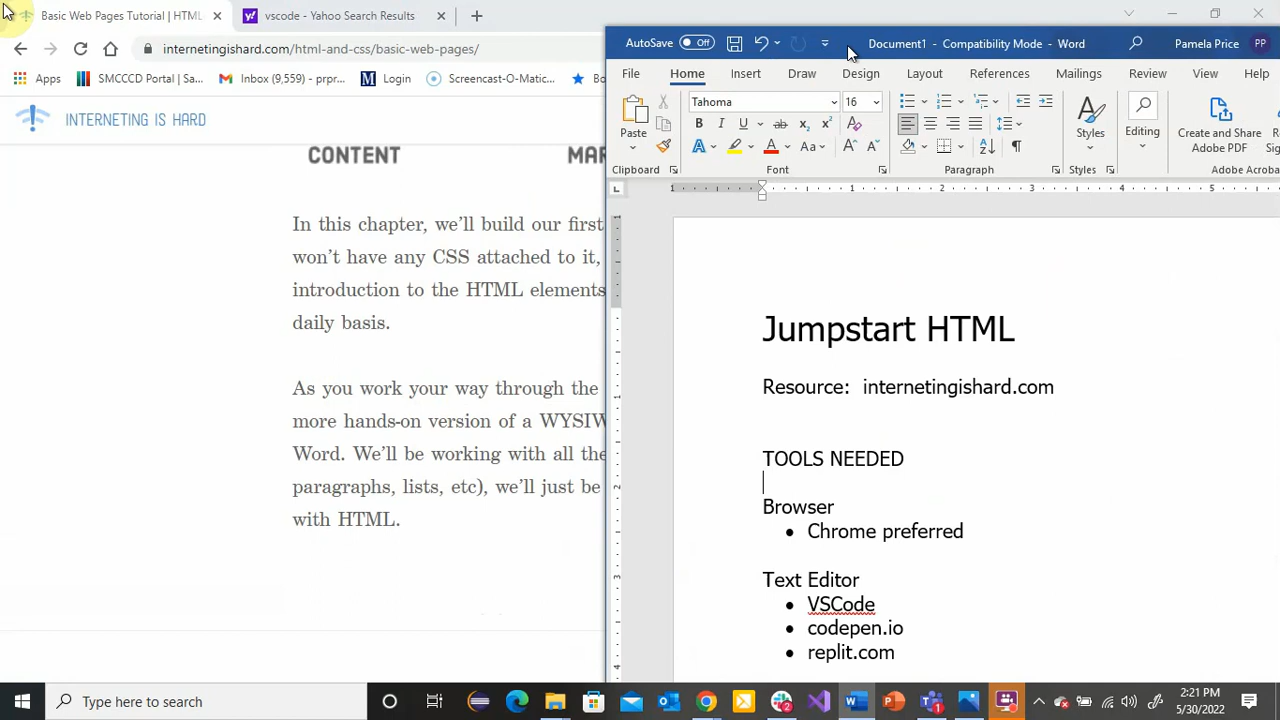 Basic Web Pages Tutorial | HTML
vscode - Yahoo Search Results
internetingishard.com/html-and-css/basic-web-pages/
Apps
SMCCCD Portal | Curr...
Inbox (9,559) - prpr...
Login
Screencast-O-Matic...
Bo
INTERNETING IS HARD
CONTENT
In this chapter, we'll build our first
won't have any CSS attached to it,
introduction to the HTML elements
daily basis.
As you work your way through the
more hands-on version of a WYSIW
Word. We'll be working with all the
paragraphs, lists, etc), we'll just be
with HTML.
AutoSave Off
Document1 - Compatibility Mode - Word
Pamela Price PP
File Home Insert Draw Design Layout References Mailings Review View Help
Tahoma 16
Paste
Clipboard
Font
Paragraph
Styles
Styles
Editing
Create and Share
Adobe PDF
Adobe Acroba
Jumpstart HTML
Resource: internetingishard.com
TOOLS NEEDED
Browser
• Chrome preferred
Text Editor
• VSCode
• codepen.io
• replit.com
Type here to search
2:21 PM
5/30/2022